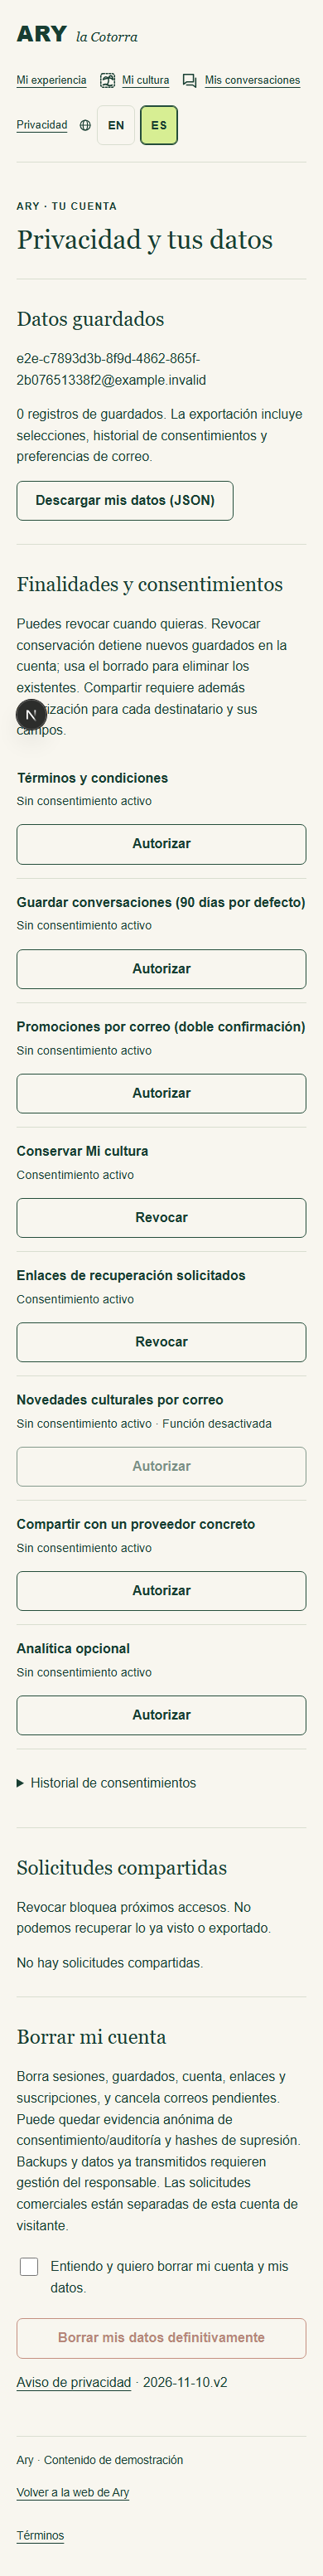 ARY la Cotorra
Mi experiencia Mi cultura Mis conversaciones
Privacidad EN ES
ARY · TU CUENTA
Privacidad y tus datos
Datos guardados
e2e-c7893d3b-8f9d-4862-865f-
2b07651338f2@example.invalid
0 registros de guardados. La exportación incluye
selecciones, historial de consentimientos y
preferencias de correo.
Descargar mis datos (JSON)
Finalidades y consentimientos
Puedes revocar cuando quieras. Revocar
conservación detiene nuevos guardados en la
cuenta; usa el borrado para eliminar los
existentes. Compartir requiere además
N ización para cada destinatario y sus
campos.
Términos y condiciones
Sin consentimiento activo
Autorizar
Guardar conversaciones (90 días por defecto)
Sin consentimiento activo
Autorizar
Promociones por correo (doble confirmación)
Sin consentimiento activo
Autorizar
Conservar Mi cultura
Consentimiento activo
Revocar
Enlaces de recuperación solicitados
Consentimiento activo
Revocar
Novedades culturales por correo
Sin consentimiento activo · Función desactivada
Autorizar
Compartir con un proveedor concreto
Sin consentimiento activo
Autorizar
Analítica opcional
Sin consentimiento activo
Autorizar
Historial de consentimientos
Solicitudes compartidas
Revocar bloquea próximos accesos. No
podemos recuperar lo ya visto o exportado.
No hay solicitudes compartidas.
Borrar mi cuenta
Borra sesiones, guardados, cuenta, enlaces y
suscripciones, y cancela correos pendientes.
Puede quedar evidencia anónima de
consentimiento/auditoría y hashes de supresión.
Backups y datos ya transmitidos requieren
gestión del responsable. Las solicitudes
comerciales están separadas de esta cuenta de
visitante.
Entiendo y quiero borrar mi cuenta y mis
datos.
Borrar mis datos definitivamente
Aviso de privacidad · 2026-11-10.v2
Ary · Contenido de demostración
Volver a la web de Ary
Términos